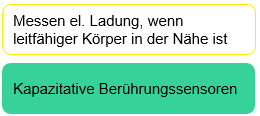 Messen el. Ladung, wenn
leitfähiger Körper in der Nähe ist
Kapazitative Berührungssensoren